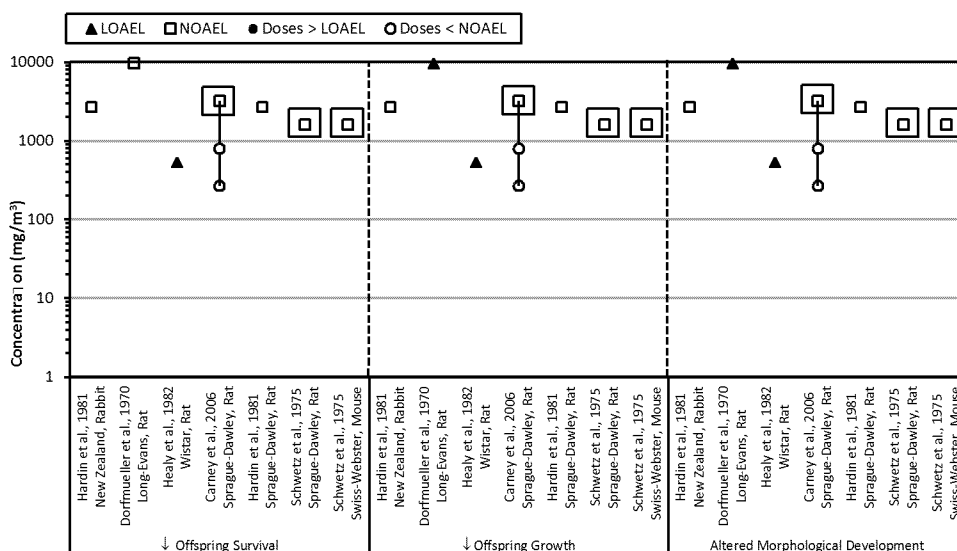 LOAEL NOAEL Doses > LOAEL Doses < NOAEL
10000
1000
100
10
1
Concentra on (mg/m³)
Hardin et al., 1981
New Zealand, Rabbit
Dorfmueller et al., 1970
Long-Evans, Rat
Healy et al., 1982
Wistar, Rat
Carney et al., 2006
Sprague-Dawley, Rat
Hardin et al., 1981
Sprague-Dawley, Rat
Schwetz et al., 1975
Sprague-Dawley, Rat
Schwetz et al., 1975
Swiss-Webster, Mouse
Hardin et al., 1981
New Zealand, Rabbit
Dorfmueller et al., 1970
Long-Evans, Rat
Healy et al., 1982
Wistar, Rat
Carney et al., 2006
Sprague-Dawley, Rat
Hardin et al., 1981
Sprague-Dawley, Rat
Schwetz et al., 1975
Sprague-Dawley, Rat
Schwetz et al., 1975
Swiss-Webster, Mouse
Hardin et al., 1981
New Zealand, Rabbit
Dorfmueller et al., 1970
Long-Evans, Rat
Healy et al., 1982
Wistar, Rat
Carney et al., 2006
Sprague-Dawley, Rat
Hardin et al., 1981
Sprague-Dawley, Rat
Schwetz et al., 1975
Sprague-Dawley, Rat
Schwetz et al., 1975
Swiss-Webster, Mouse
↓ Offspring Survival
↓ Offspring Growth
Altered Morphological Development